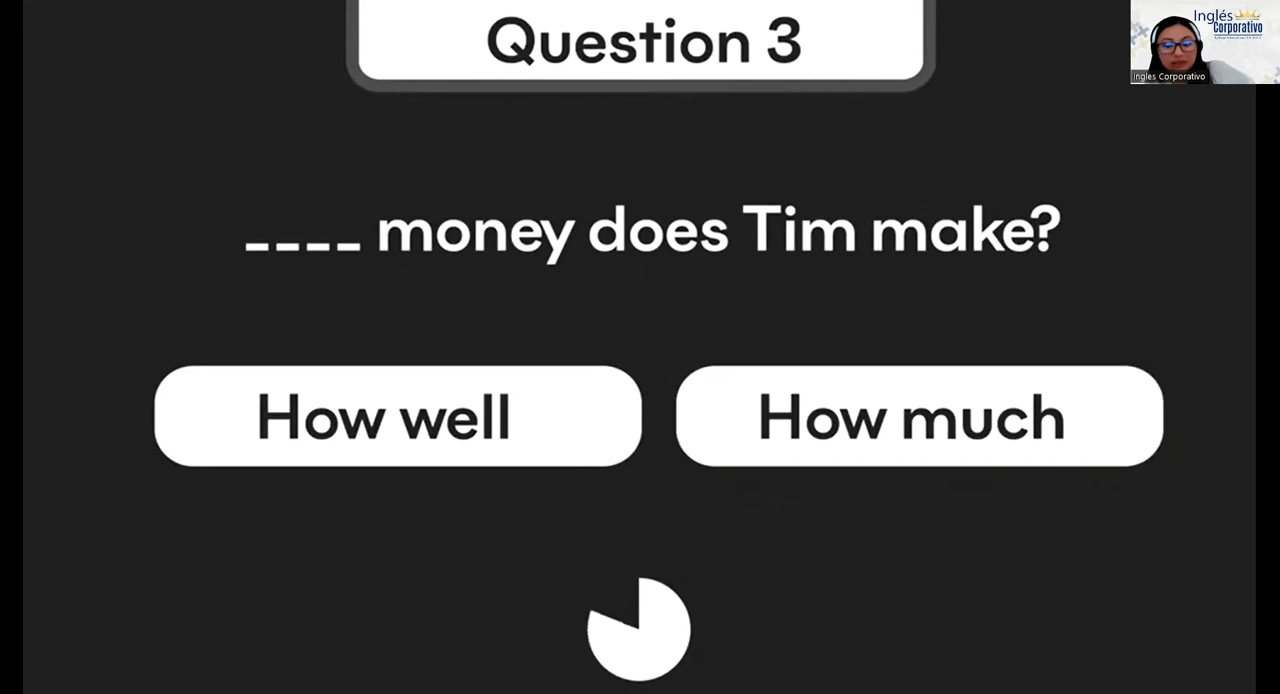 Question 3
Inglés
Corporativo
Ingles Corporativo
____ money does Tim make?
How well
How much